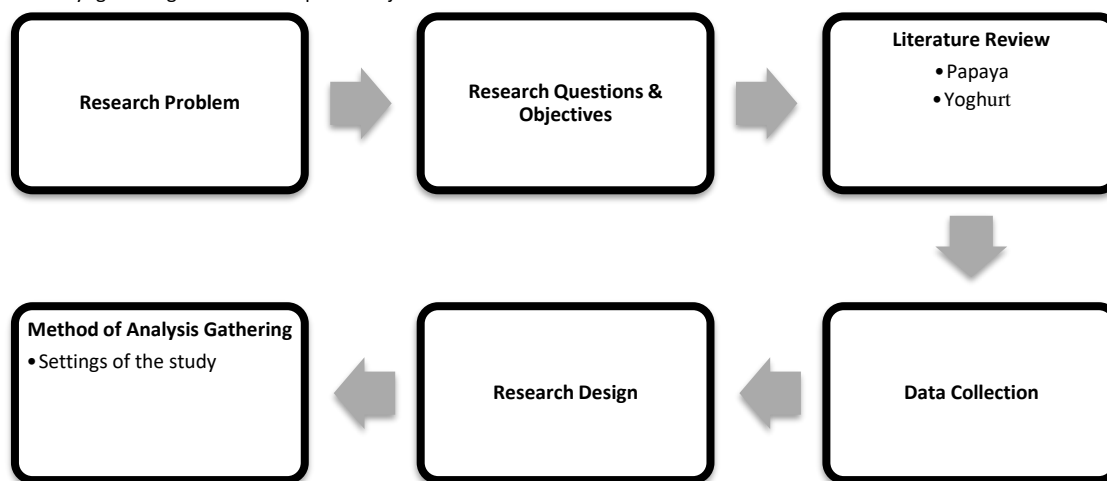 Research Problem
Research Questions &
Objectives
Literature Review
•Papaya
•Yoghurt
Method of Analysis Gathering
•Settings of the study
Research Design
Data Collection